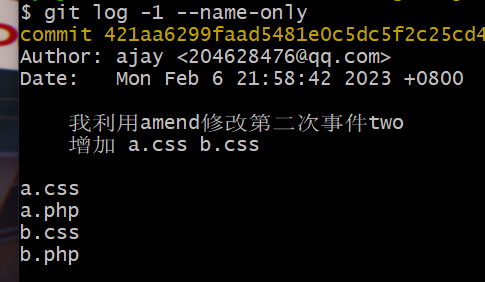 $ git log -1 --name-only
commit 421aa6299faad5481e0c5dc5f2c25cd4
Author: ajay <204628476@qq.com>
Date:   Mon Feb 6 21:58:42 2023 +0800
我利用amend修改第二次事件two
增加 a.css b.css
a.css
a.php
b.css
b.php